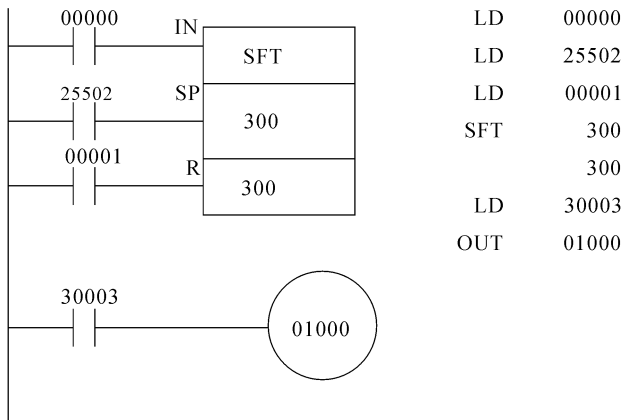 00000
IN
SFT
25502
SP
300
00001
R
300
30003
01000
LD 00000
LD 25502
LD 00001
SFT 300
300
LD 30003
OUT 01000